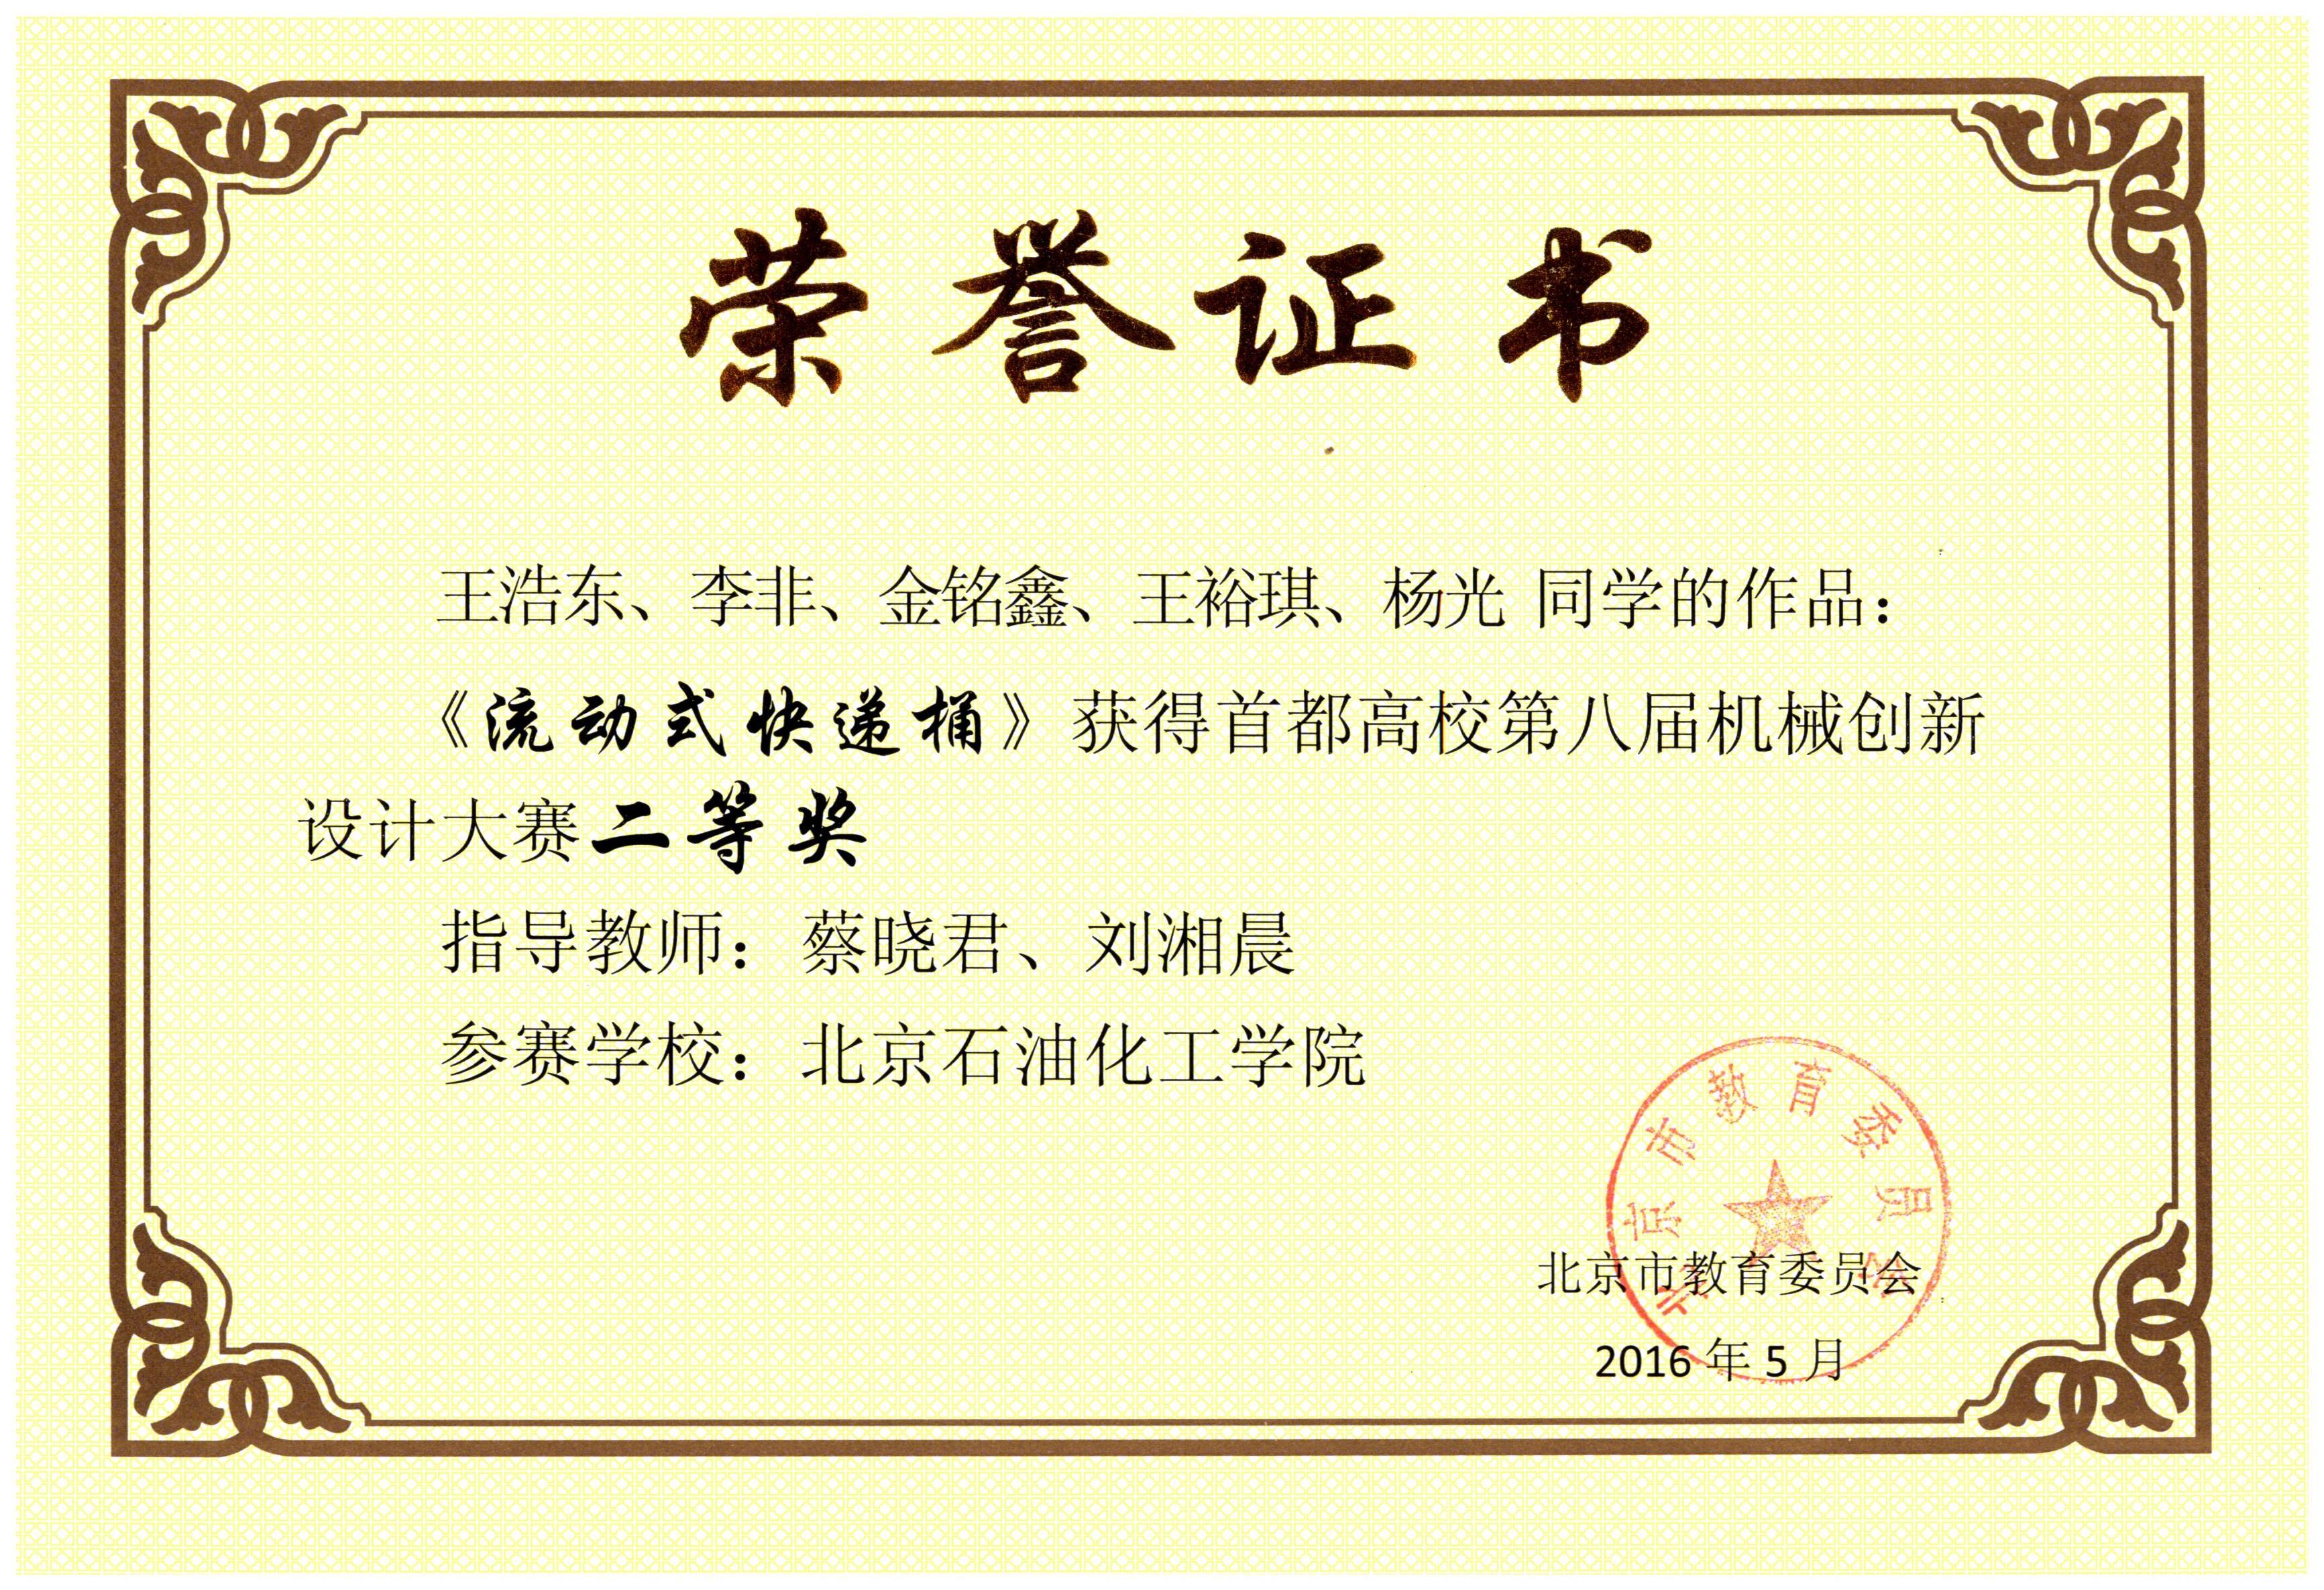 荣誉证书
王浩东、李非、金铭鑫、王裕琪、杨光 同学的作品：
《流动式快递桶》获得首都高校第八届机械创新
设计大赛二等奖
指导教师：蔡晓君、刘湘晨
参赛学校：北京石油化工学院
北京市教育委员会
北京市教育委员会
2016 年 5 月